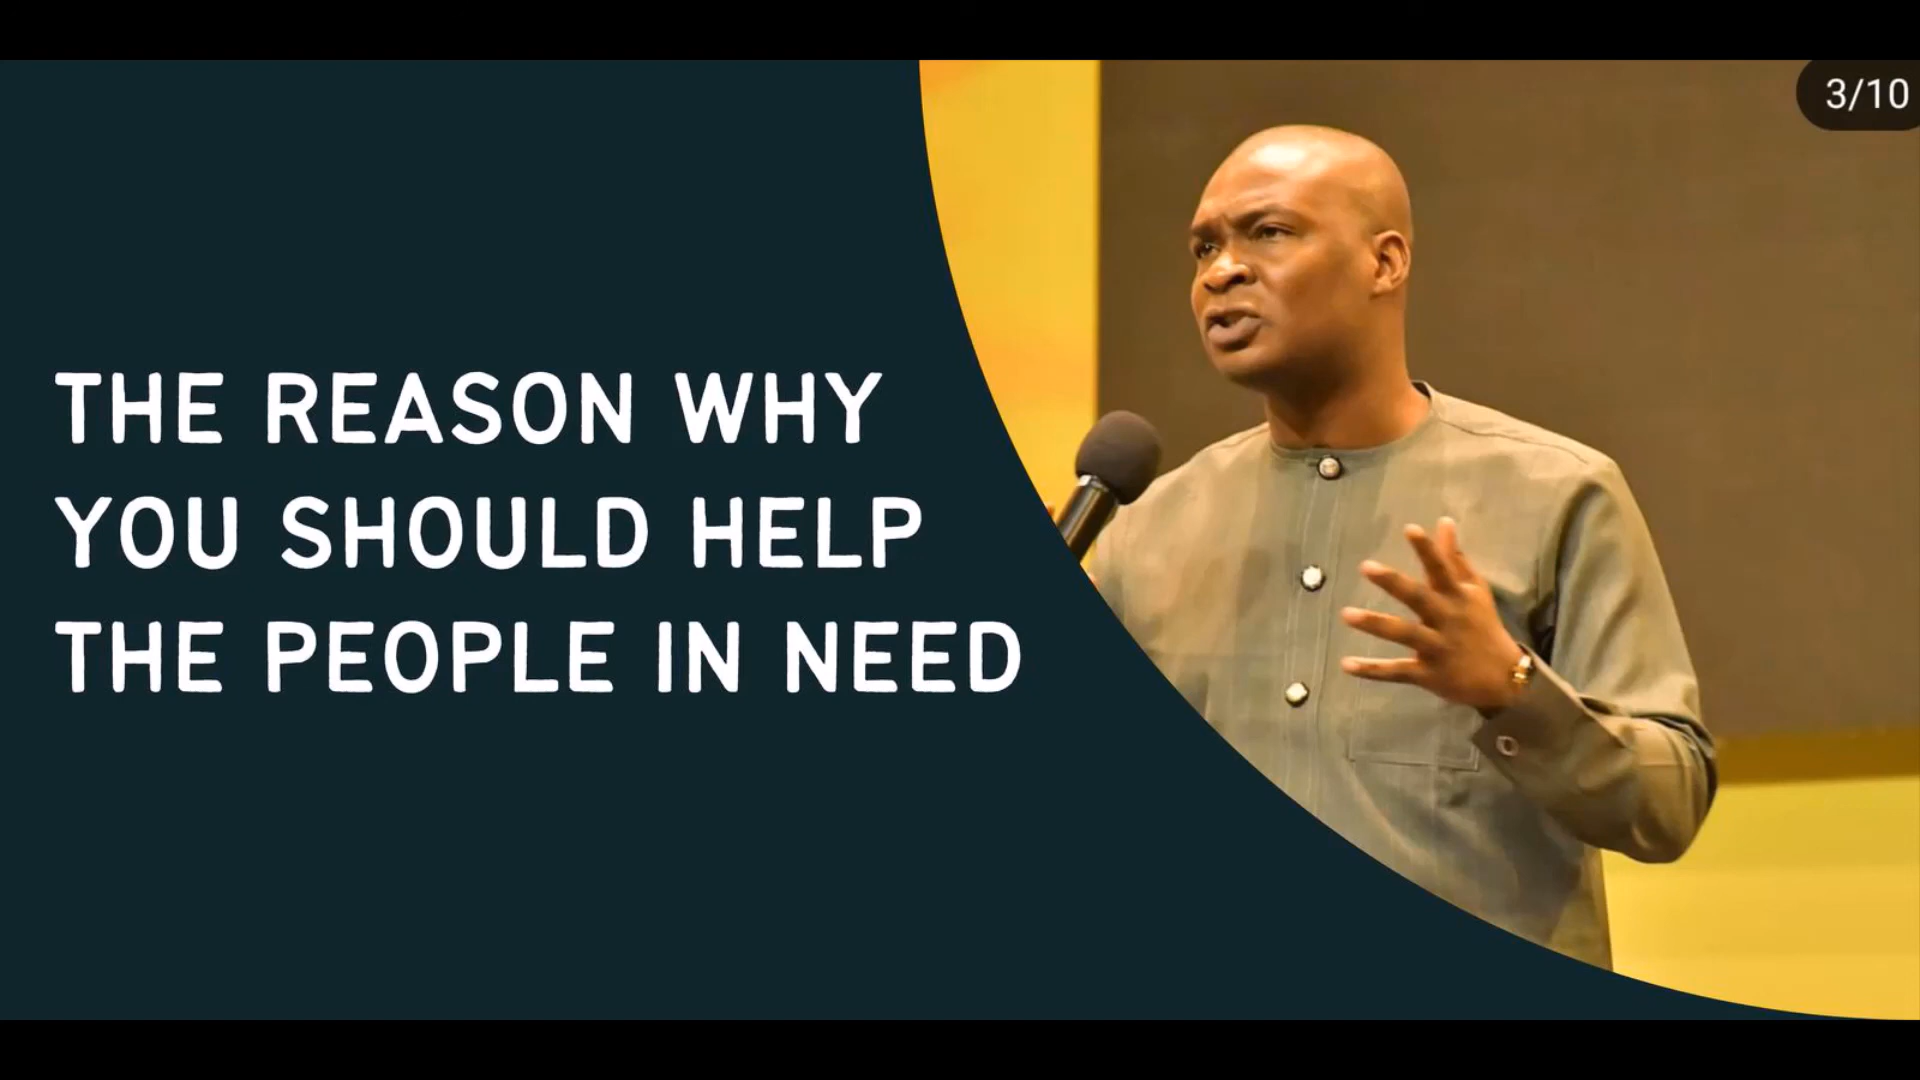 3/10
THE REASON WHY
YOU SHOULD HELP
THE PEOPLE IN NEED